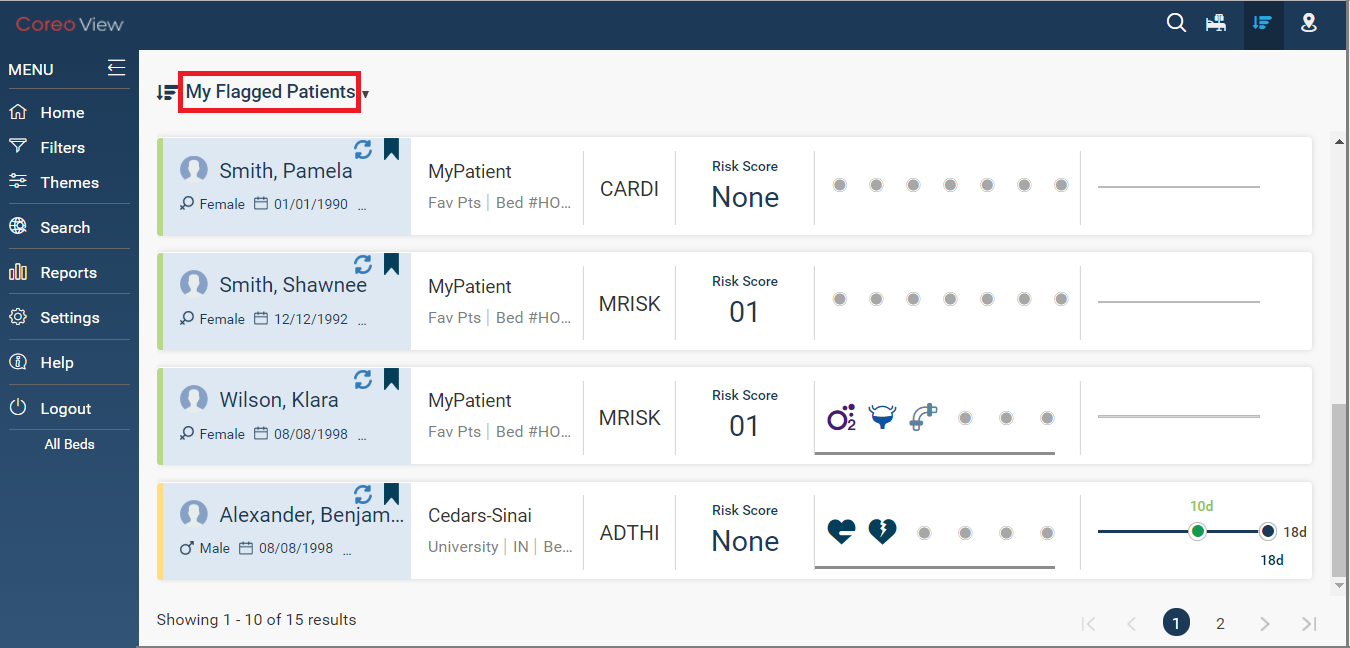 Coreo View
MENU
Home
Filters
Themes
Search
Reports
Settings
Help
Logout
All Beds
My Flagged Patients
Smith, Pamela
Female 01/01/1990 ...
MyPatient
Fav Pts | Bed #HO...
CARDI
Risk Score
None
Smith, Shawnee
Female 12/12/1992 ...
MyPatient
Fav Pts | Bed #HO...
MRISK
Risk Score
01
Wilson, Klara
Female 08/08/1998 ...
MyPatient
Fav Pts | Bed #HO...
MRISK
Risk Score
01
O2
Alexander, Benjam...
Male 08/08/1998 ...
Cedars-Sinai
University | IN | Be...
ADTHI
Risk Score
None
10d
18d
18d
Showing 1 - 10 of 15 results
1 2